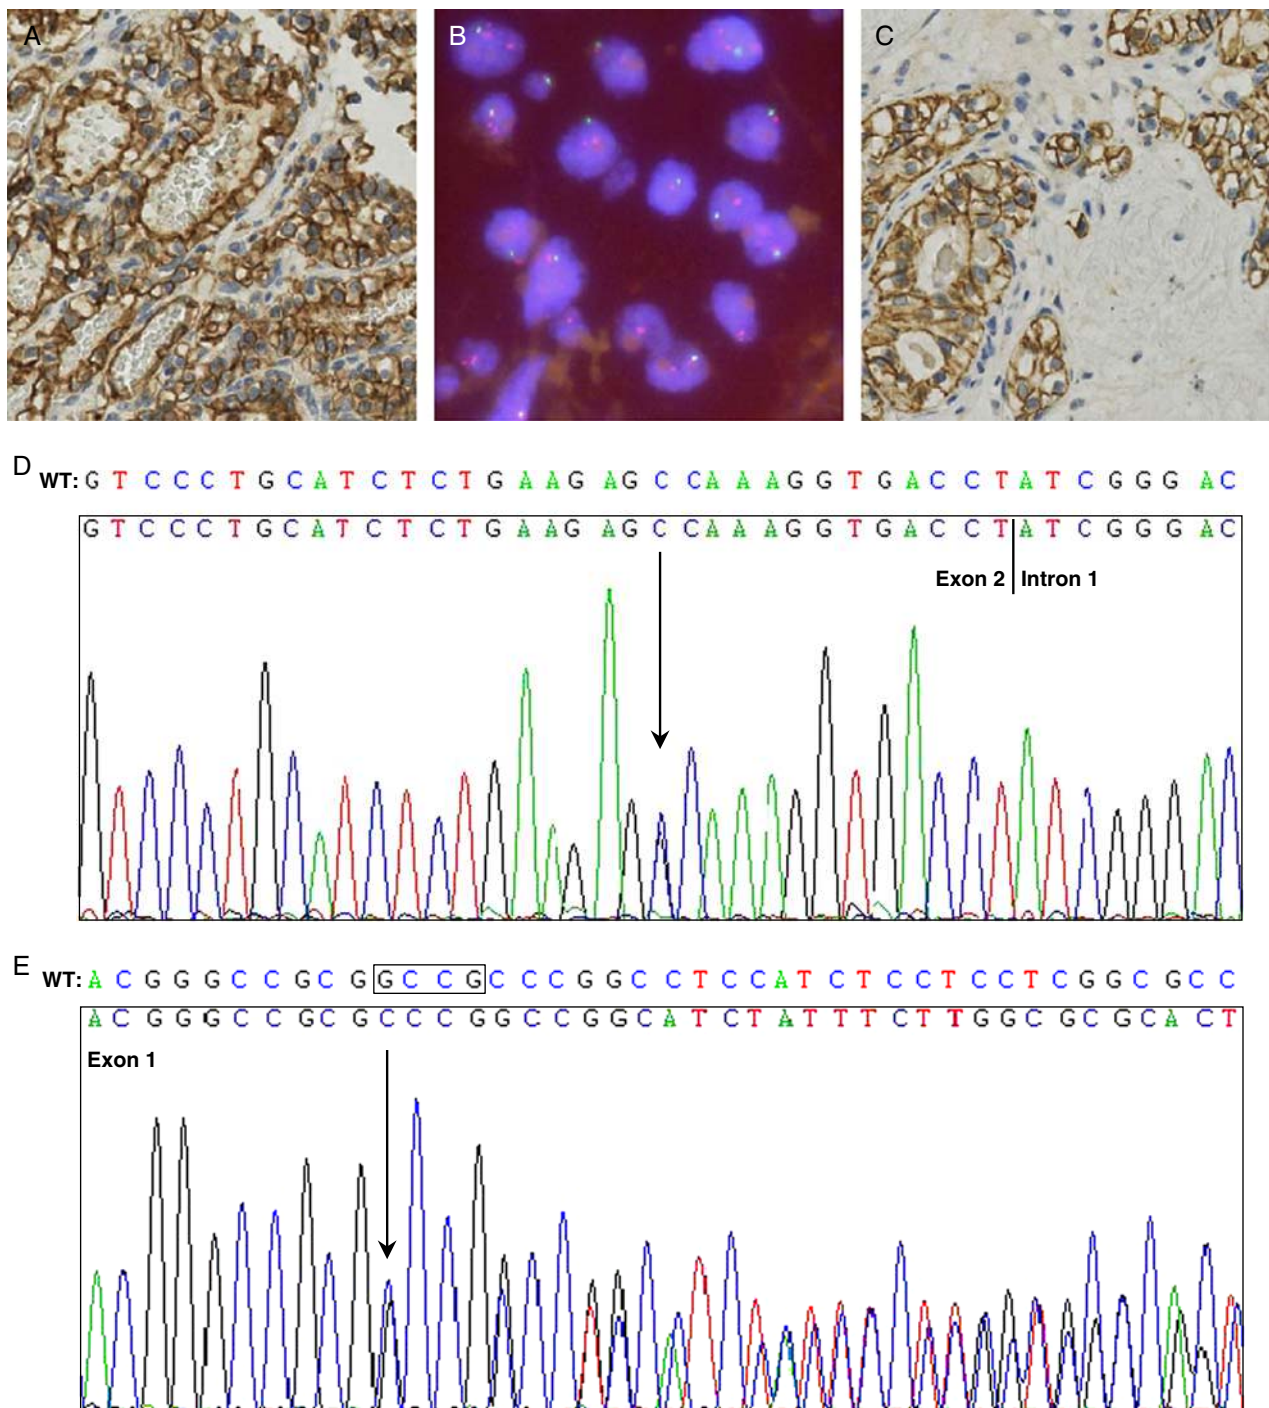 A
B
C
D
WT: G T C C C T G C A T C T C T G A A G A G C C A A A G G T G A C C T A T C G G G A C
G T C C C T G C A T C T C T G A A G A G C C A A A G G T G A C C T A T C G G G A C
Exon 2 Intron 1
E
WT: A C G G G C C G C G G C C G C C C G G C C T C C A T C T C C T C C T C G G C G C C
A C G G G C C G C G C C C G G C C G G C A T C T A T T T C T T G G C G C G C A C T
Exon 1